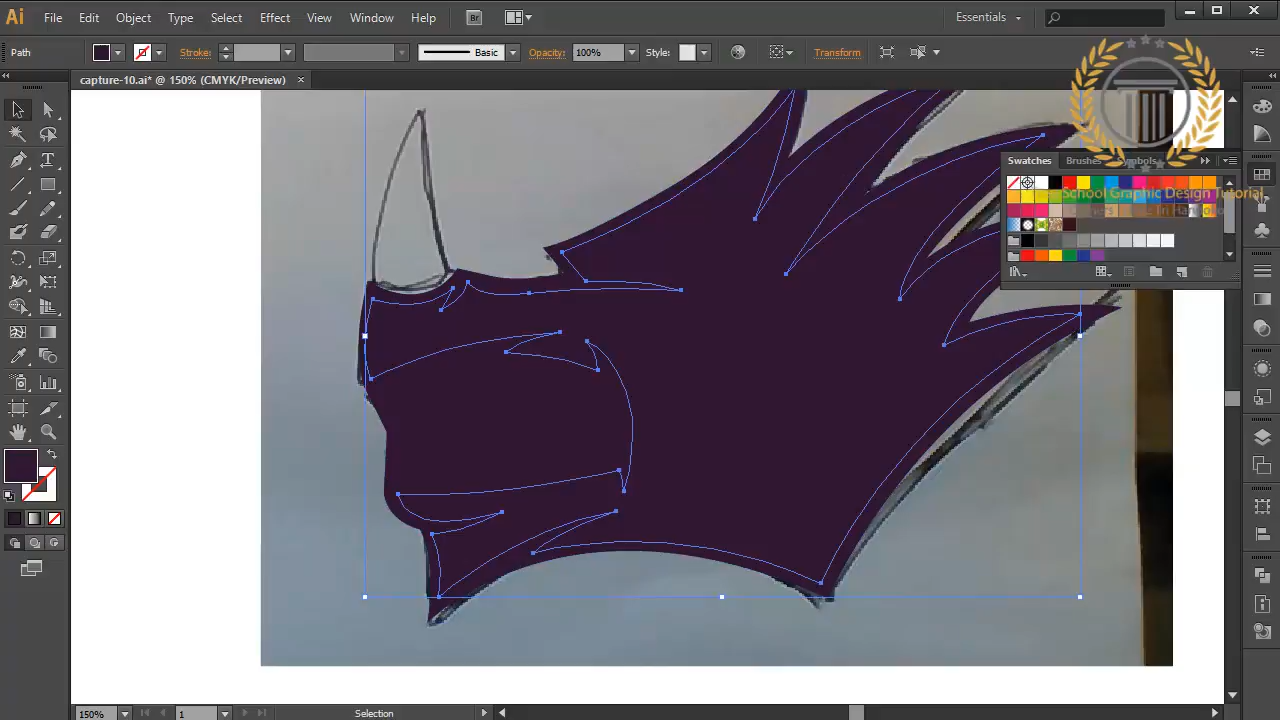 Ai File Edit Object Type Select Effect View Window Help Br Essentials
Path Stroke: Basic Opacity: 100% Style: Transform
capture-10.ai* @ 150% (CMYK/Preview)
Swatches Brushes Symbols
School Graphic Design Tutorial
150% 1 Selection